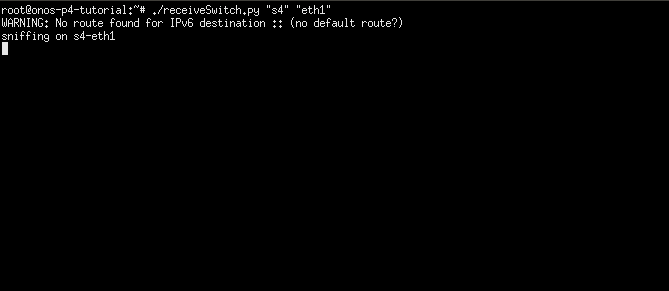 root@onos-p4-tutorial:~# ./receiveSwitch.py "s4" "eth1"
WARNING: No route found for IPv6 destination :: (no default route?)
sniffing on s4-eth1